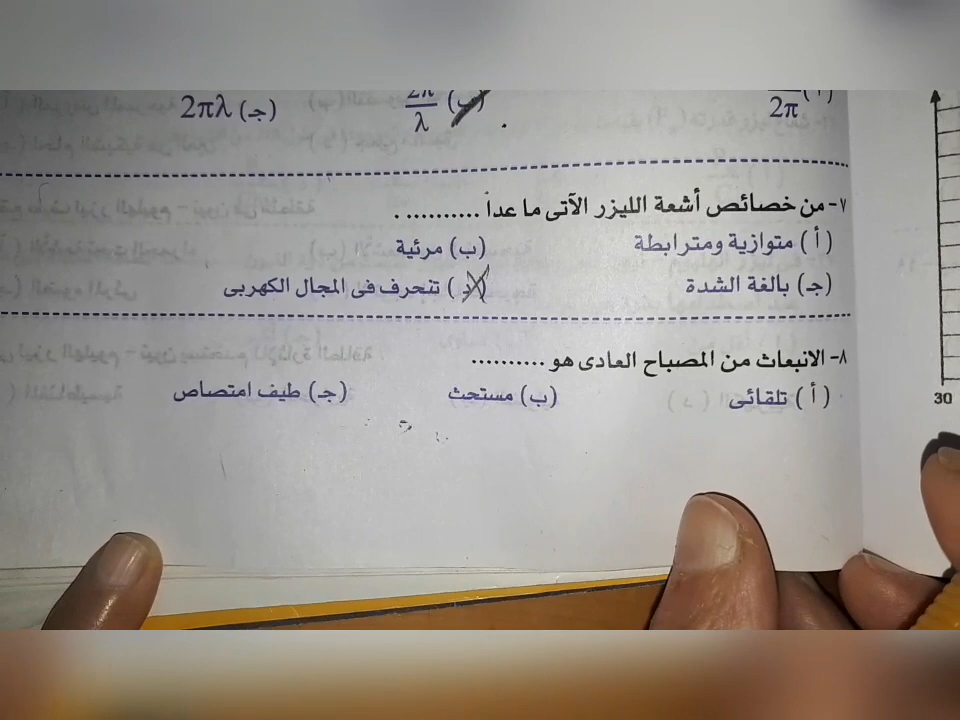 (أ) 2π (ب) 2π/λ (جـ) 2πλ
٧- من خصائص أشعة الليزر الآتى ما عدا ...........
(أ) متوازية ومترابطة (ب) مرئية
(جـ) بالغة الشدة (د) تنحرف فى المجال الكهربى
٨- الانبعاث من المصباح العادى هو ..........
(أ) تلقائى (ب) مستحث (جـ) طيف امتصاص
30